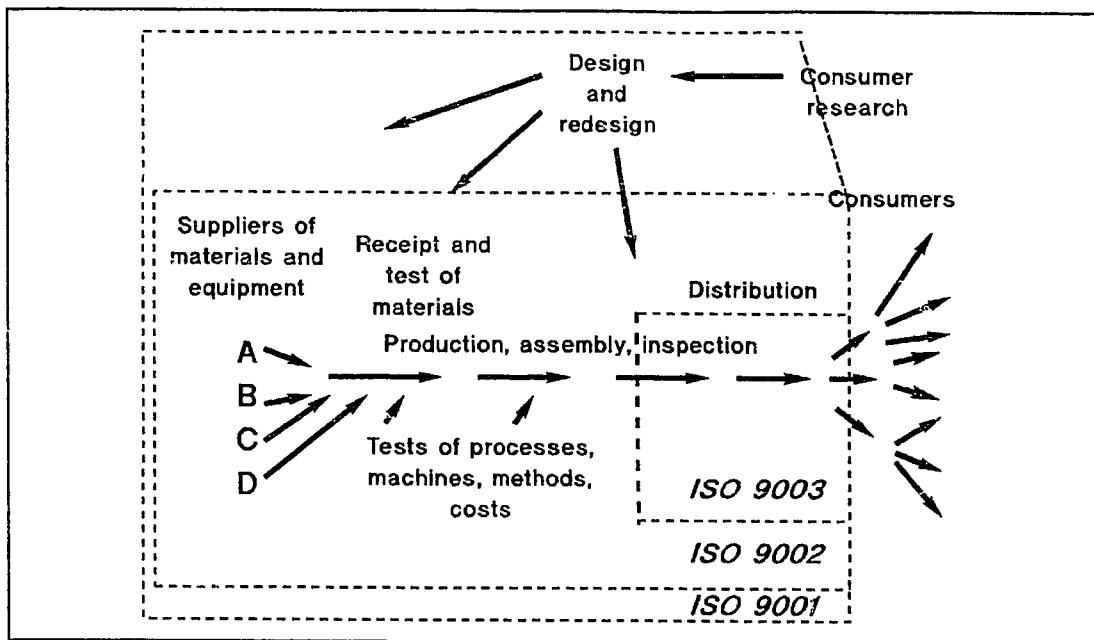 Design
and
redesign
Consumer
research
Consumers
Suppliers of
materials and
equipment
Receipt and
test of
materials
Distribution
Production, assembly, inspection
A
B
C
D
Tests of processes,
machines, methods,
costs
ISO 9003
ISO 9002
ISO 9001